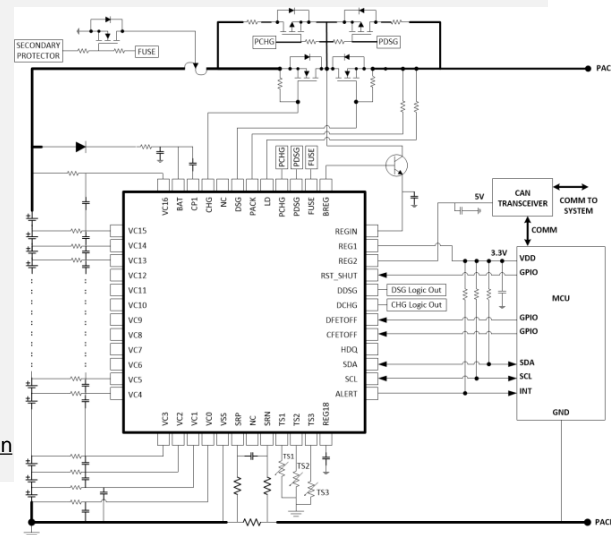 SECONDARY
PROTECTOR
FUSE
PCHG
PDSG
PAC
PCHG
PDSG
FUSE
VC16
BAT
CP1
CHG
NC
DSG
PACK
LD
PCHG
PDSG
FUSE
BREG
5V
CAN
TRANSCEIVER
COMM TO
SYSTEM
COMM
3.3V
VC15
VC14
VC13
VC12
VC11
VC10
VC9
VC8
VC7
VC6
VC5
VC4
REGIN
REG1
REG2
RST_SHUT
DDSG
DCHG
DFETOFF
CFETOFF
HDQ
SDA
SCL
ALERT
DSG Logic Out
CHG Logic Out
VDD
GPIO
MCU
GPIO
GPIO
SDA
SCL
INT
GND
VC3
VC2
VC1
VC0
VSS
SRP
NC
SRN
TS1
TS2
TS3
REG18
TS1
TS2
TS3
n
PACK